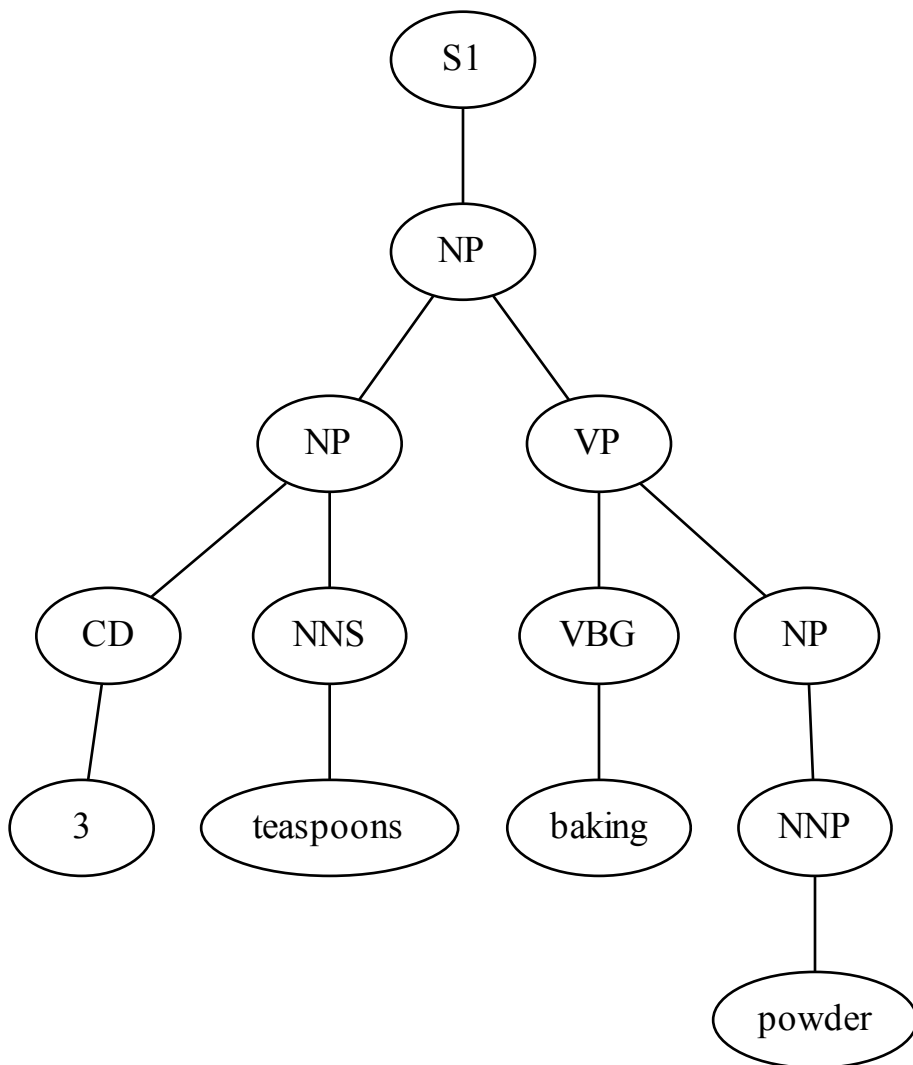 S1
NP
NP VP
CD NNS VBG NP
3 teaspoons baking NNP
powder